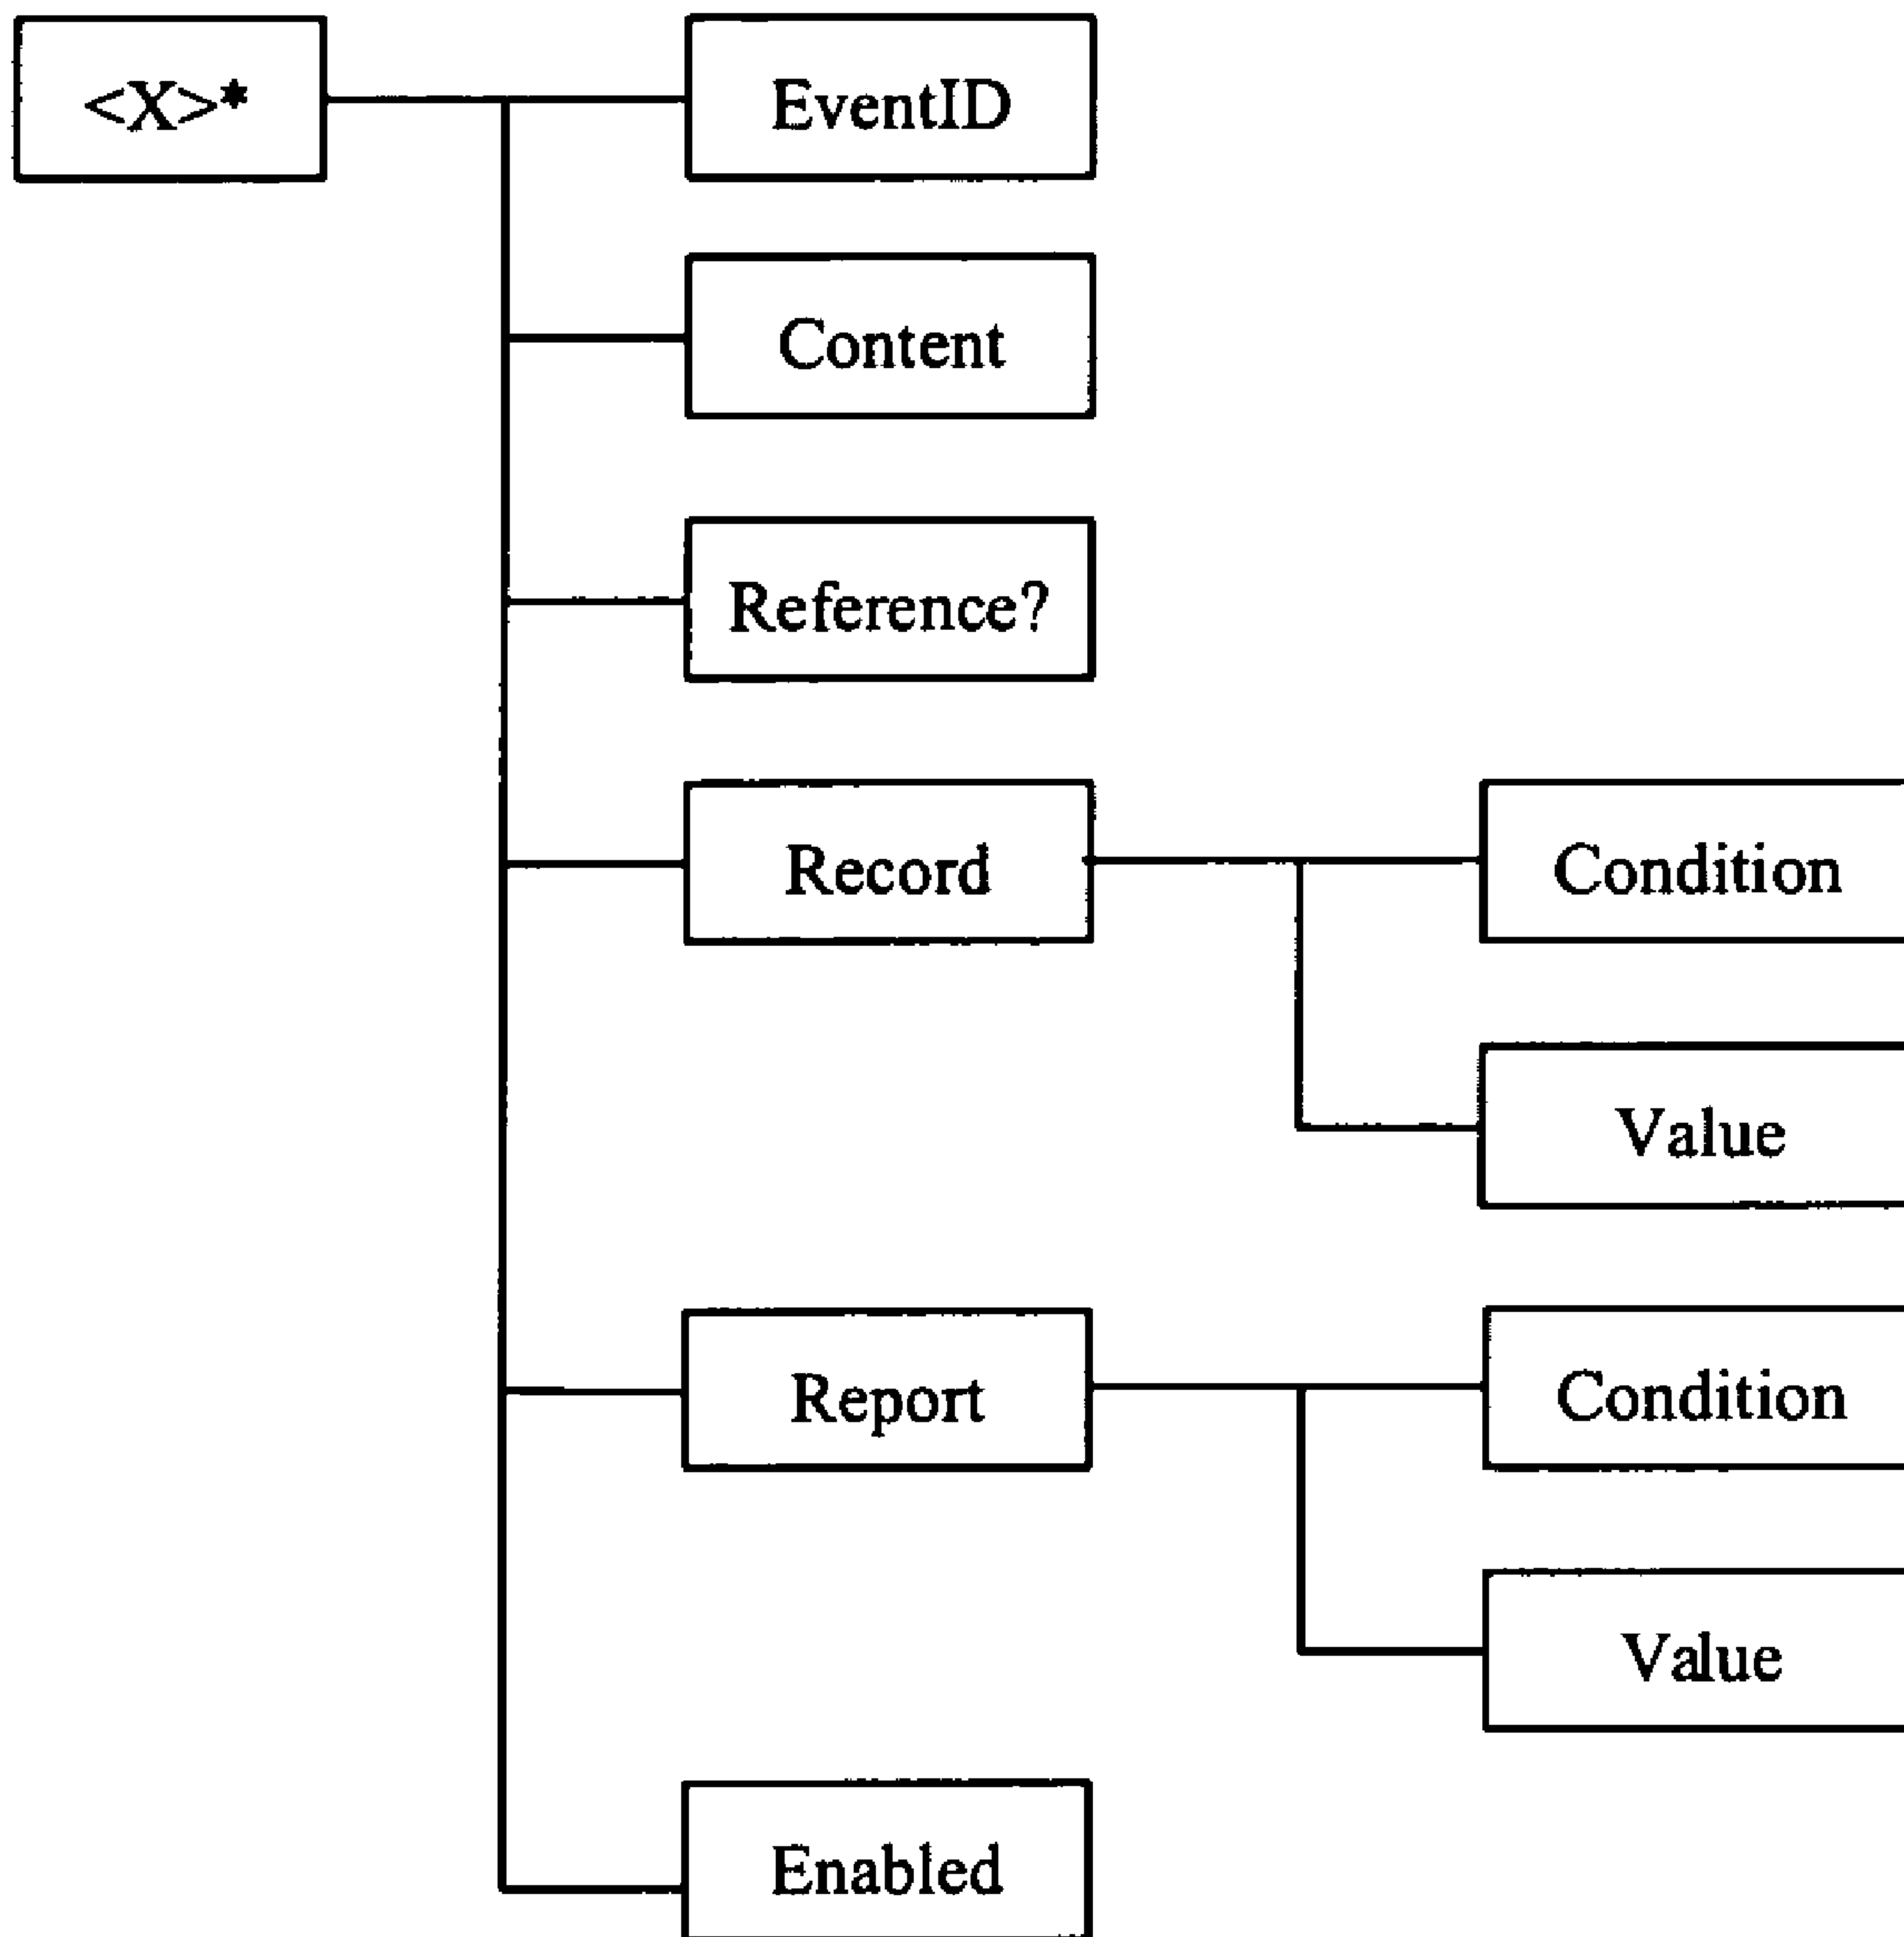 <X>*
EventID
Content
Reference?
Record
Condition
Value
Report
Condition
Value
Enabled